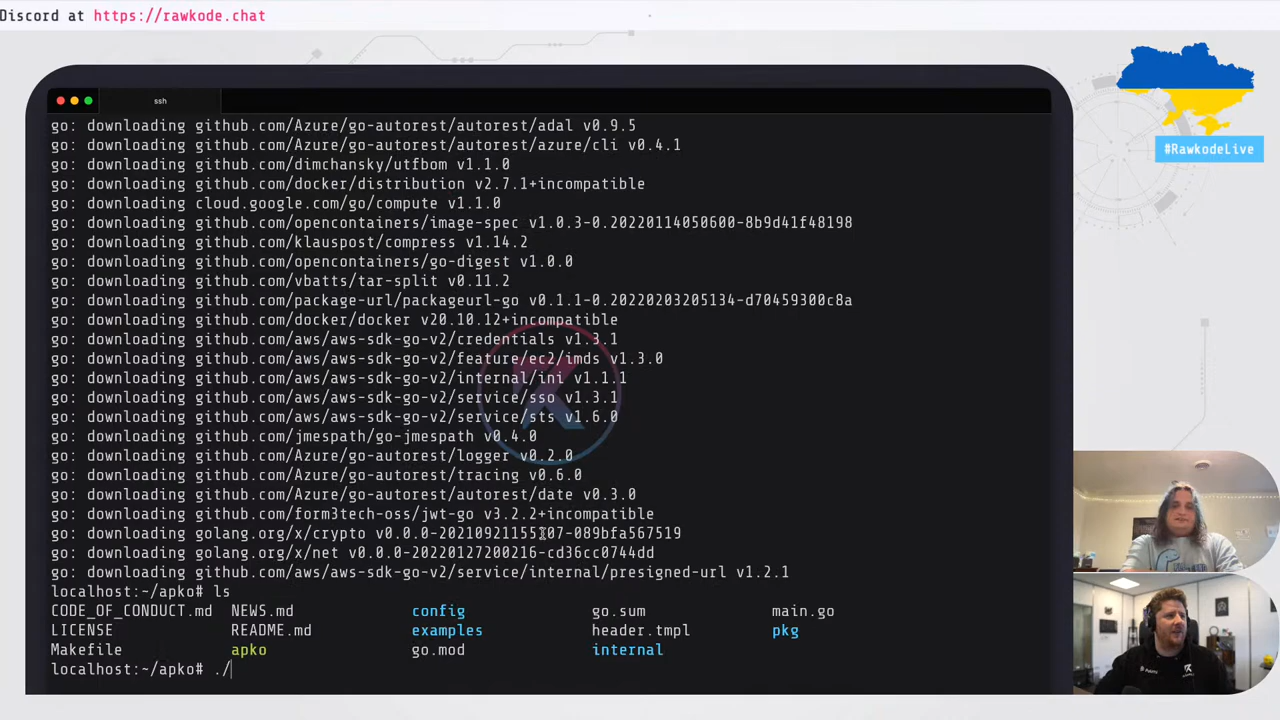 Discord at https://rawkode.chat
#RawkodeLive
ssh
go: downloading github.com/Azure/go-autorest/autorest/adal v0.9.5
go: downloading github.com/Azure/go-autorest/autorest/azure/cli v0.4.1
go: downloading github.com/dimchansky/utfbom v1.1.0
go: downloading github.com/docker/distribution v2.7.1+incompatible
go: downloading cloud.google.com/go/compute v1.1.0
go: downloading github.com/opencontainers/image-spec v1.0.3-0.20220114050600-8b9d41f48198
go: downloading github.com/klauspost/compress v1.14.2
go: downloading github.com/opencontainers/go-digest v1.0.0
go: downloading github.com/vbatts/tar-split v0.11.2
go: downloading github.com/package-url/packageurl-go v0.1.1-0.20220203205134-d70459300c8a
go: downloading github.com/docker/docker v20.10.12+incompatible
go: downloading github.com/aws/aws-sdk-go-v2/credentials v1.3.1
go: downloading github.com/aws/aws-sdk-go-v2/feature/ec2/imds v1.3.0
go: downloading github.com/aws/aws-sdk-go-v2/internal/ini v1.1.1
go: downloading github.com/aws/aws-sdk-go-v2/service/sso v1.3.1
go: downloading github.com/aws/aws-sdk-go-v2/service/sts v1.6.0
go: downloading github.com/jmespath/go-jmespath v0.4.0
go: downloading github.com/Azure/go-autorest/logger v0.2.0
go: downloading github.com/Azure/go-autorest/tracing v0.6.0
go: downloading github.com/Azure/go-autorest/autorest/date v0.3.0
go: downloading github.com/form3tech-oss/jwt-go v3.2.2+incompatible
go: downloading golang.org/x/crypto v0.0.0-20210921155107-089bfa567519
go: downloading golang.org/x/net v0.0.0-20220127200216-cd36cc0744dd
go: downloading github.com/aws/aws-sdk-go-v2/service/internal/presigned-url v1.2.1
localhost:~/apko# ls
CODE_OF_CONDUCT.md NEWS.md config go.sum main.go
LICENSE README.md examples header.tmpl pkg
Makefile apko go.mod internal
localhost:~/apko# ./